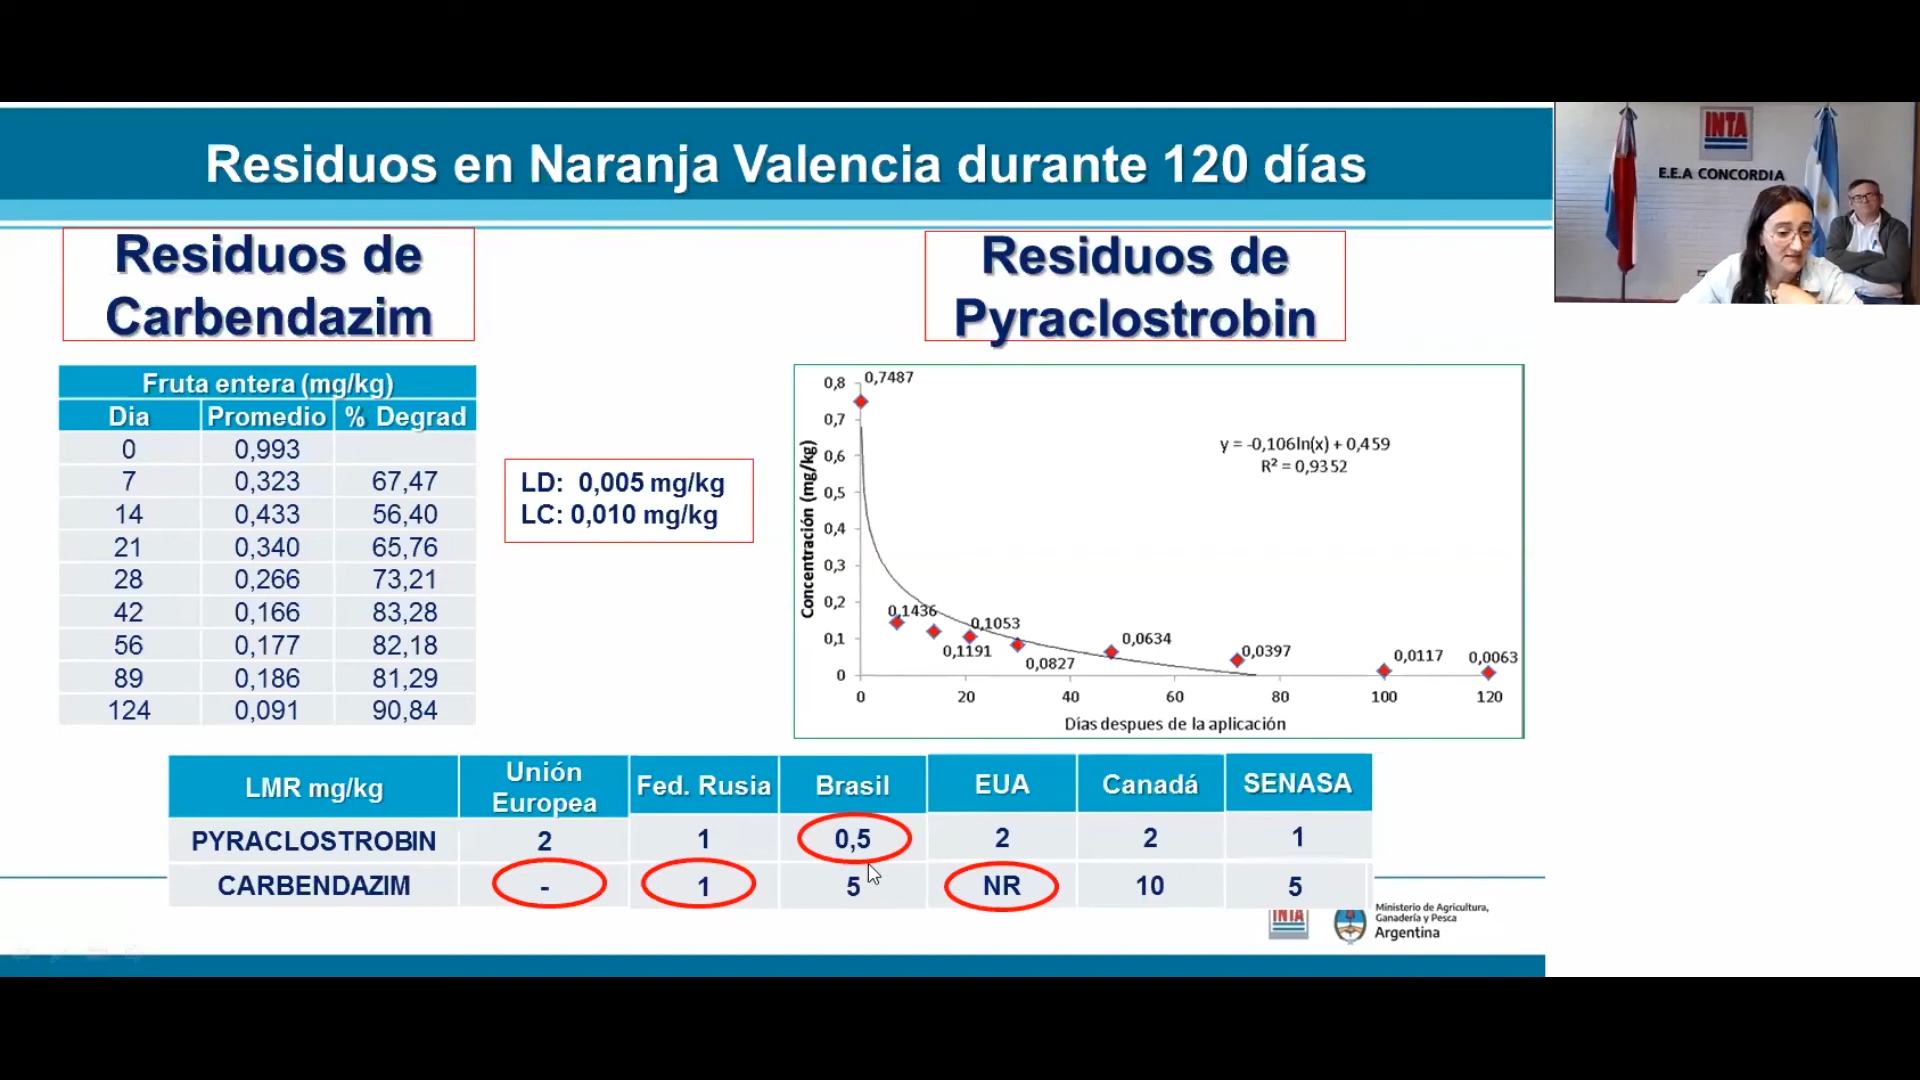 Residuos en Naranja Valencia durante 120 días
INTA
E.E.A CONCORDIA
Residuos de
Carbendazim
Residuos de
Pyraclostrobin
Fruta entera (mg/kg)
Dia Promedio % Degrad
0 0,993
7 0,323 67,47
14 0,433 56,40
21 0,340 65,76
28 0,266 73,21
42 0,166 83,28
56 0,177 82,18
89 0,186 81,29
124 0,091 90,84
LD: 0,005 mg/kg
LC: 0,010 mg/kg
Concentración (mg/kg)
0,8
0,7
0,6
0,5
0,4
0,3
0,2
0,1
0
0,7487
y = -0,106ln(x) + 0,459
R² = 0,9352
0,1436
0,1191
0,1053
0,0827
0,0634
0,0397
0,0117
0,0063
0 20 40 60 80 100 120
Días despues de la aplicación
LMR mg/kg Unión Europea Fed. Rusia Brasil EUA Canadá SENASA
PYRACLOSTROBIN 2 1 0,5 2 2 1
CARBENDAZIM - 1 5 NR 10 5
INTA
Ministerio de Agricultura,
Ganadería y Pesca
Argentina